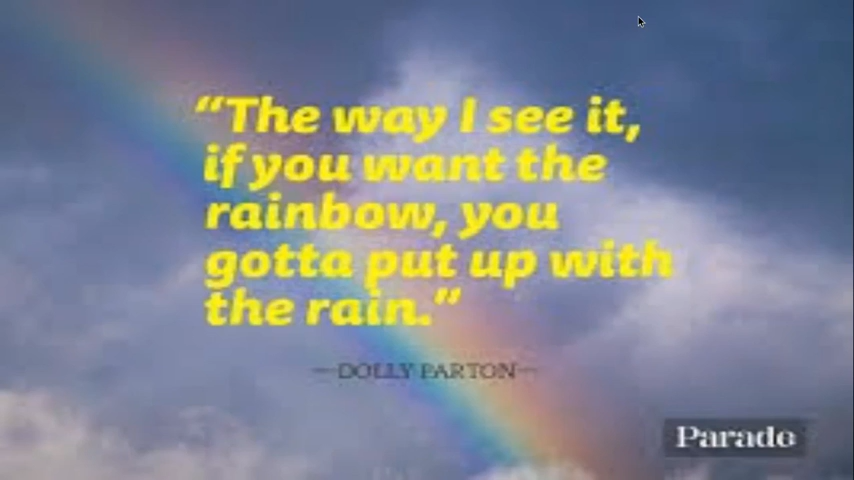 “The way I see it,
if you want the
rainbow, you
gotta put up with
the rain.”
—DOLLY PARTON—
Parade